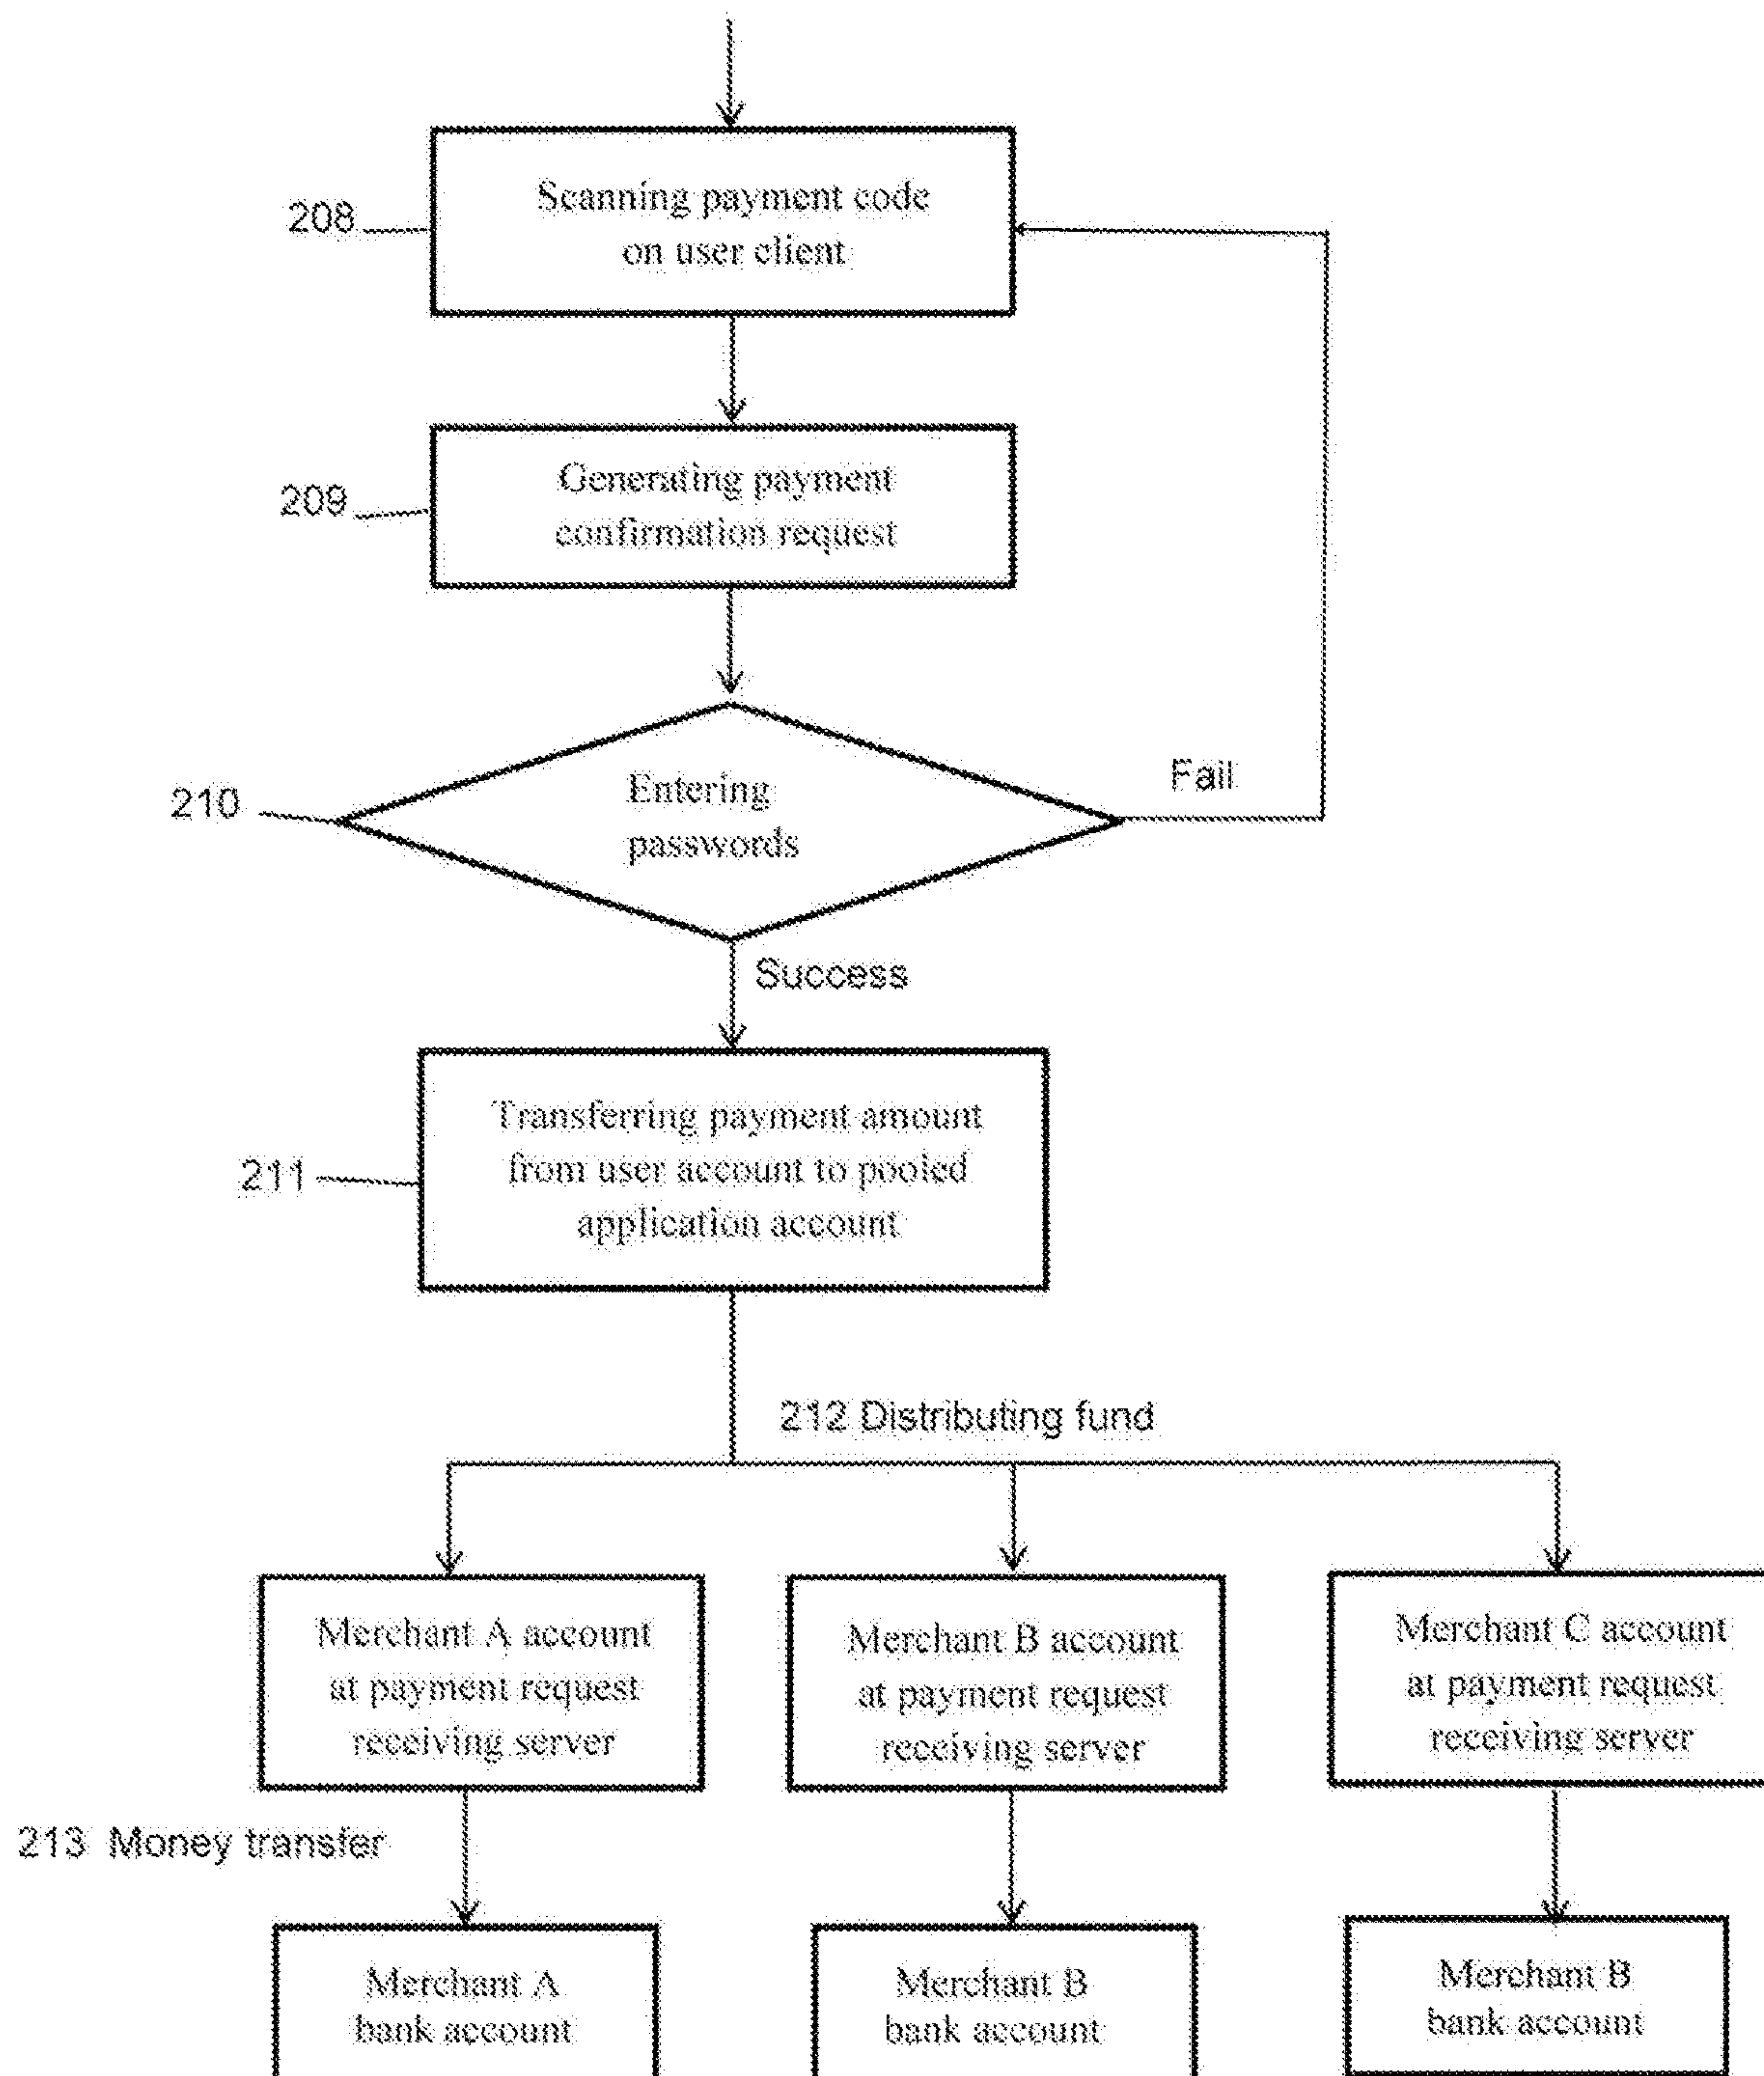 208
Scanning payment code
on user client
209
Generating payment
confirmation request
210
Entering
passwords
Fail
Success
211
Transferring payment amount
from user account to pooled
application account
212 Distributing fund
Merchant A account
at payment request
receiving server
Merchant B account
at payment request
receiving server
Merchant C account
at payment request
receiving server
213 Money transfer
Merchant A
bank account
Merchant B
bank account
Merchant B
bank account